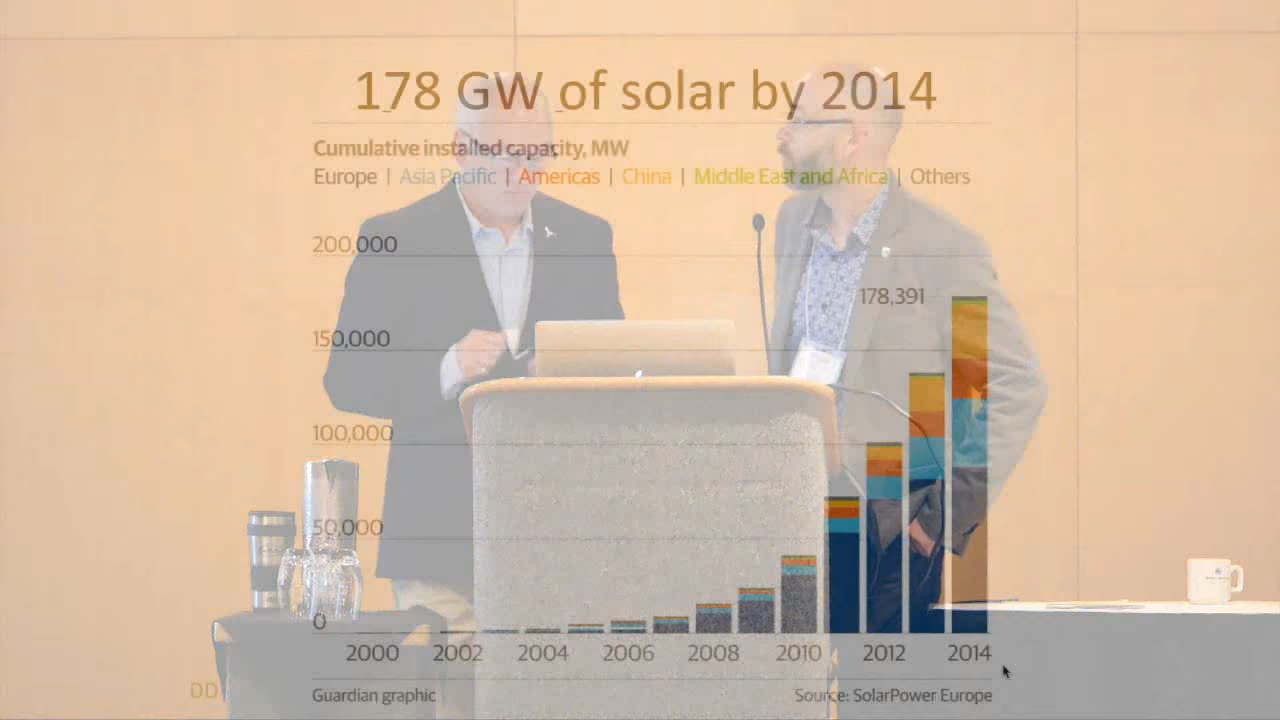 178 GW of solar by 2014
Cumulative installed capacity, MW
Europe | Asia Pacific | Americas | China | Middle East and Africa | Others
200,000
178,391
150,000
100,000
50,000
0
2000 2002 2004 2006 2008 2010 2012 2014
Guardian graphic Source: SolarPower Europe
DD